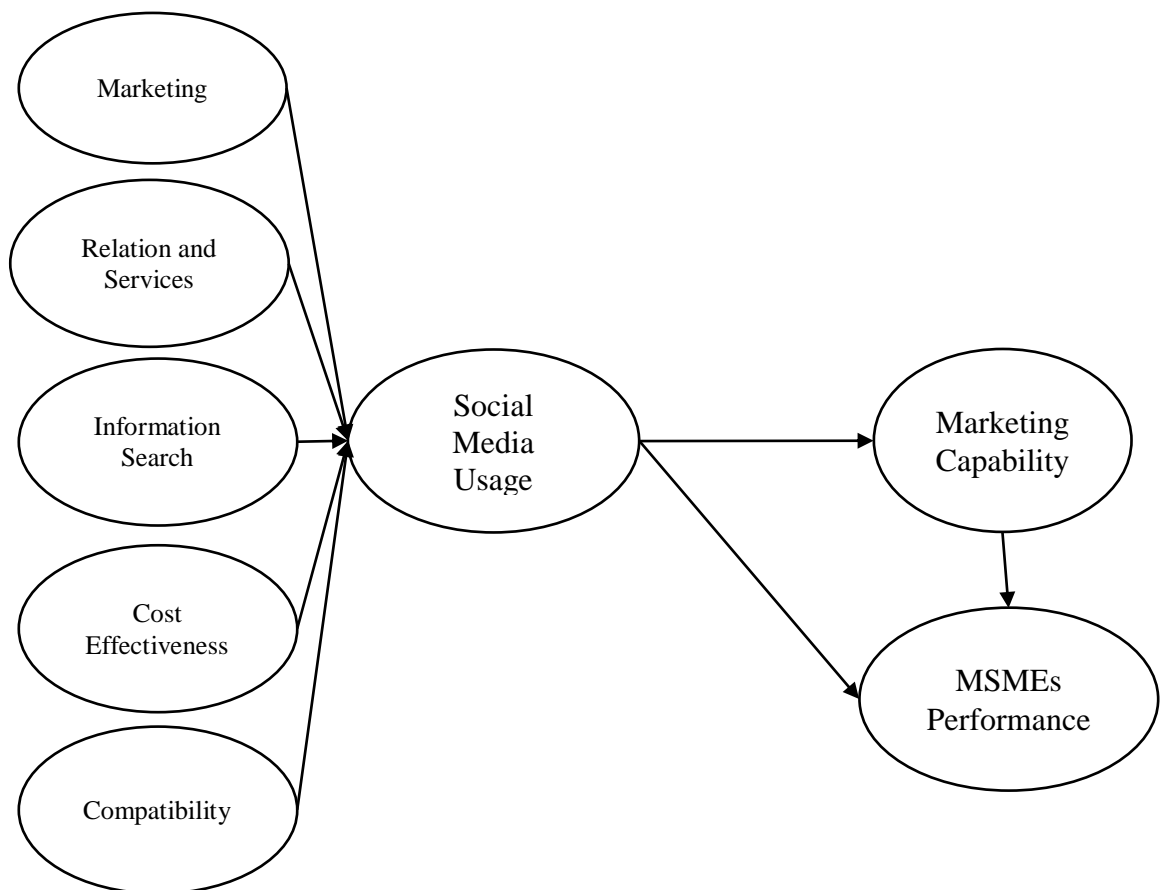 Marketing
Relation and
Services
Information
Search
Cost
Effectiveness
Compatibility
Social
Media
Usage
Marketing
Capability
MSMEs
Performance